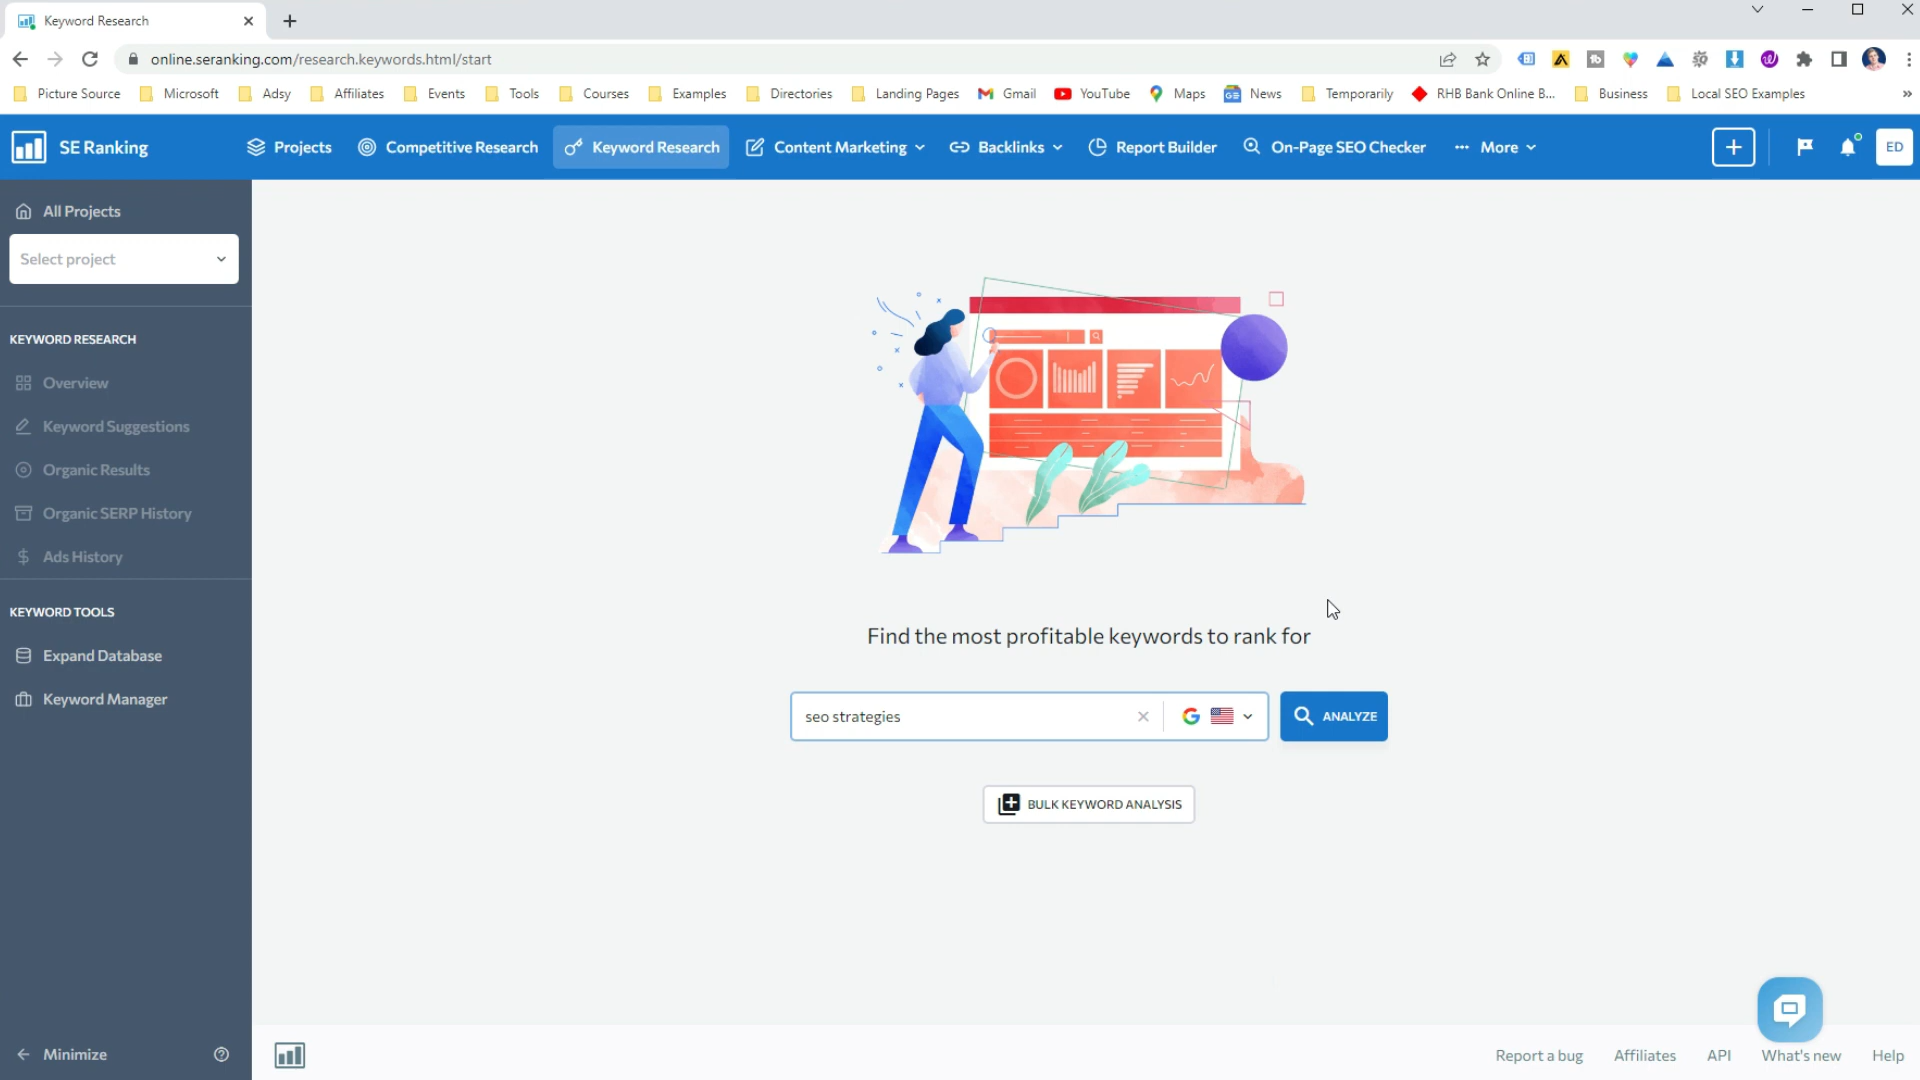 Keyword Research
online.seranking.com/research.keywords.html/start
Picture Source Microsoft Adsy Affiliates Events Tools Courses Examples Directories Landing Pages Gmail YouTube Maps News Temporarily RHB Bank Online B... Business Local SEO Examples »
SE Ranking Projects Competitive Research Keyword Research Content Marketing Backlinks Report Builder On-Page SEO Checker More ED
All Projects
Select project
KEYWORD RESEARCH
Overview
Keyword Suggestions
Organic Results
Organic SERP History
Ads History
KEYWORD TOOLS
Expand Database
Keyword Manager
Minimize
Find the most profitable keywords to rank for
seo strategies
ANALYZE
BULK KEYWORD ANALYSIS
Report a bug Affiliates API What's new Help